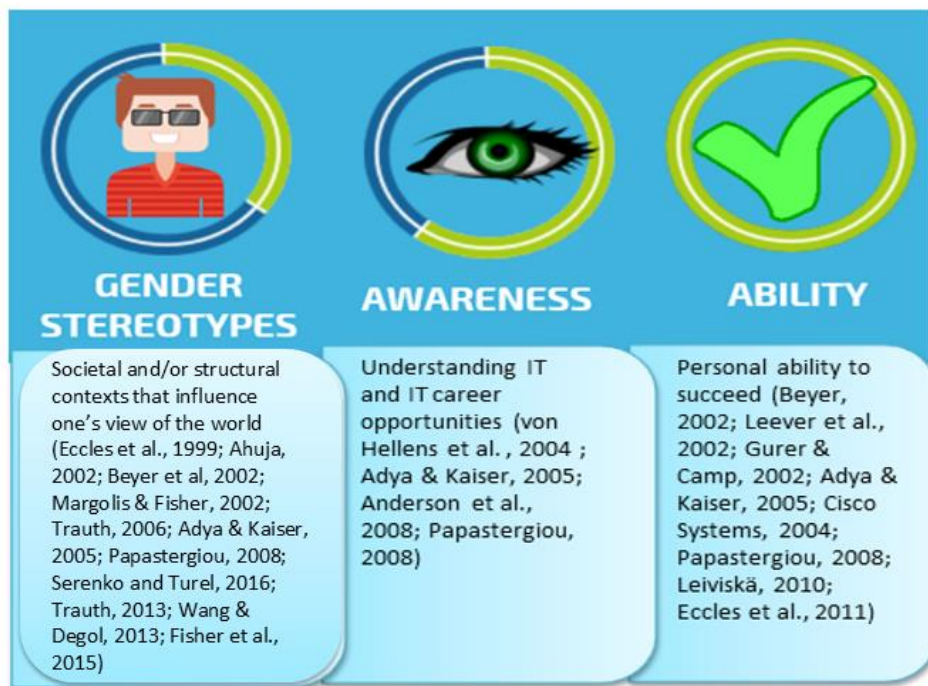 GENDER
STEREOTYPES
Societal and/or structural
contexts that influence
one's view of the world
(Eccles et al., 1999; Ahuja,
2002; Beyer et al, 2002;
Margolis & Fisher, 2002;
Trauth, 2006; Adya & Kaiser,
2005; Papastergiou, 2008;
Serenko and Turel, 2016;
Trauth, 2013; Wang &
Degol, 2013; Fisher et al.,
2015)
AWARENESS
Understanding IT
and IT career
opportunities (von
Hellens et al. , 2004 ;
Adya & Kaiser, 2005;
Anderson et al.,
2008; Papastergiou,
2008)
ABILITY
Personal ability to
succeed (Beyer,
2002; Leever et al.,
2002; Gurer &
Camp, 2002; Adya &
Kaiser, 2005; Cisco
Systems, 2004;
Papastergiou, 2008;
Leiviskä, 2010;
Eccles et al., 2011)